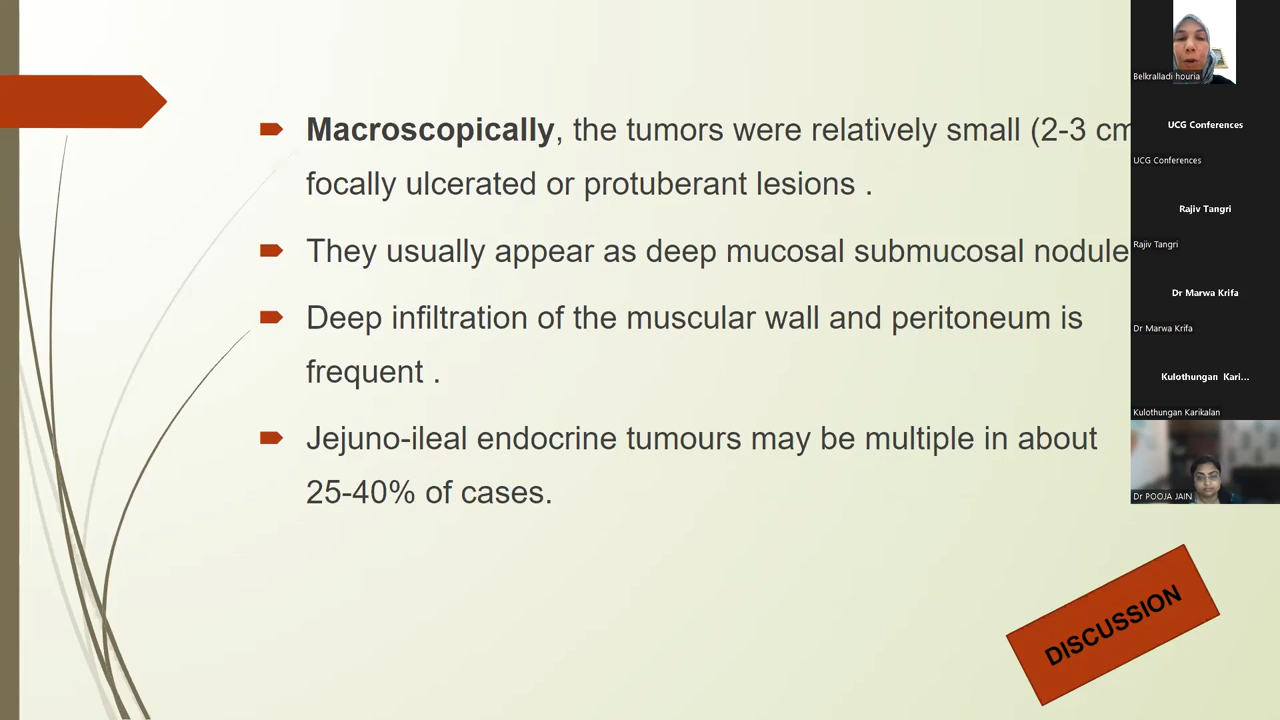 Macroscopically, the tumors were relatively small (2-3 cm
focally ulcerated or protuberant lesions .
They usually appear as deep mucosal submucosal nodule
Deep infiltration of the muscular wall and peritoneum is
frequent .
Jejuno-ileal endocrine tumours may be multiple in about
25-40% of cases.
DISCUSSION
Belkralladi houria
UCG Conferences
UCG Conferences
Rajiv Tangri
Rajiv Tangri
Dr Marwa Krifa
Dr Marwa Krifa
Kulothungan Kari...
Kulothungan Karikalan
Dr POOJA JAIN